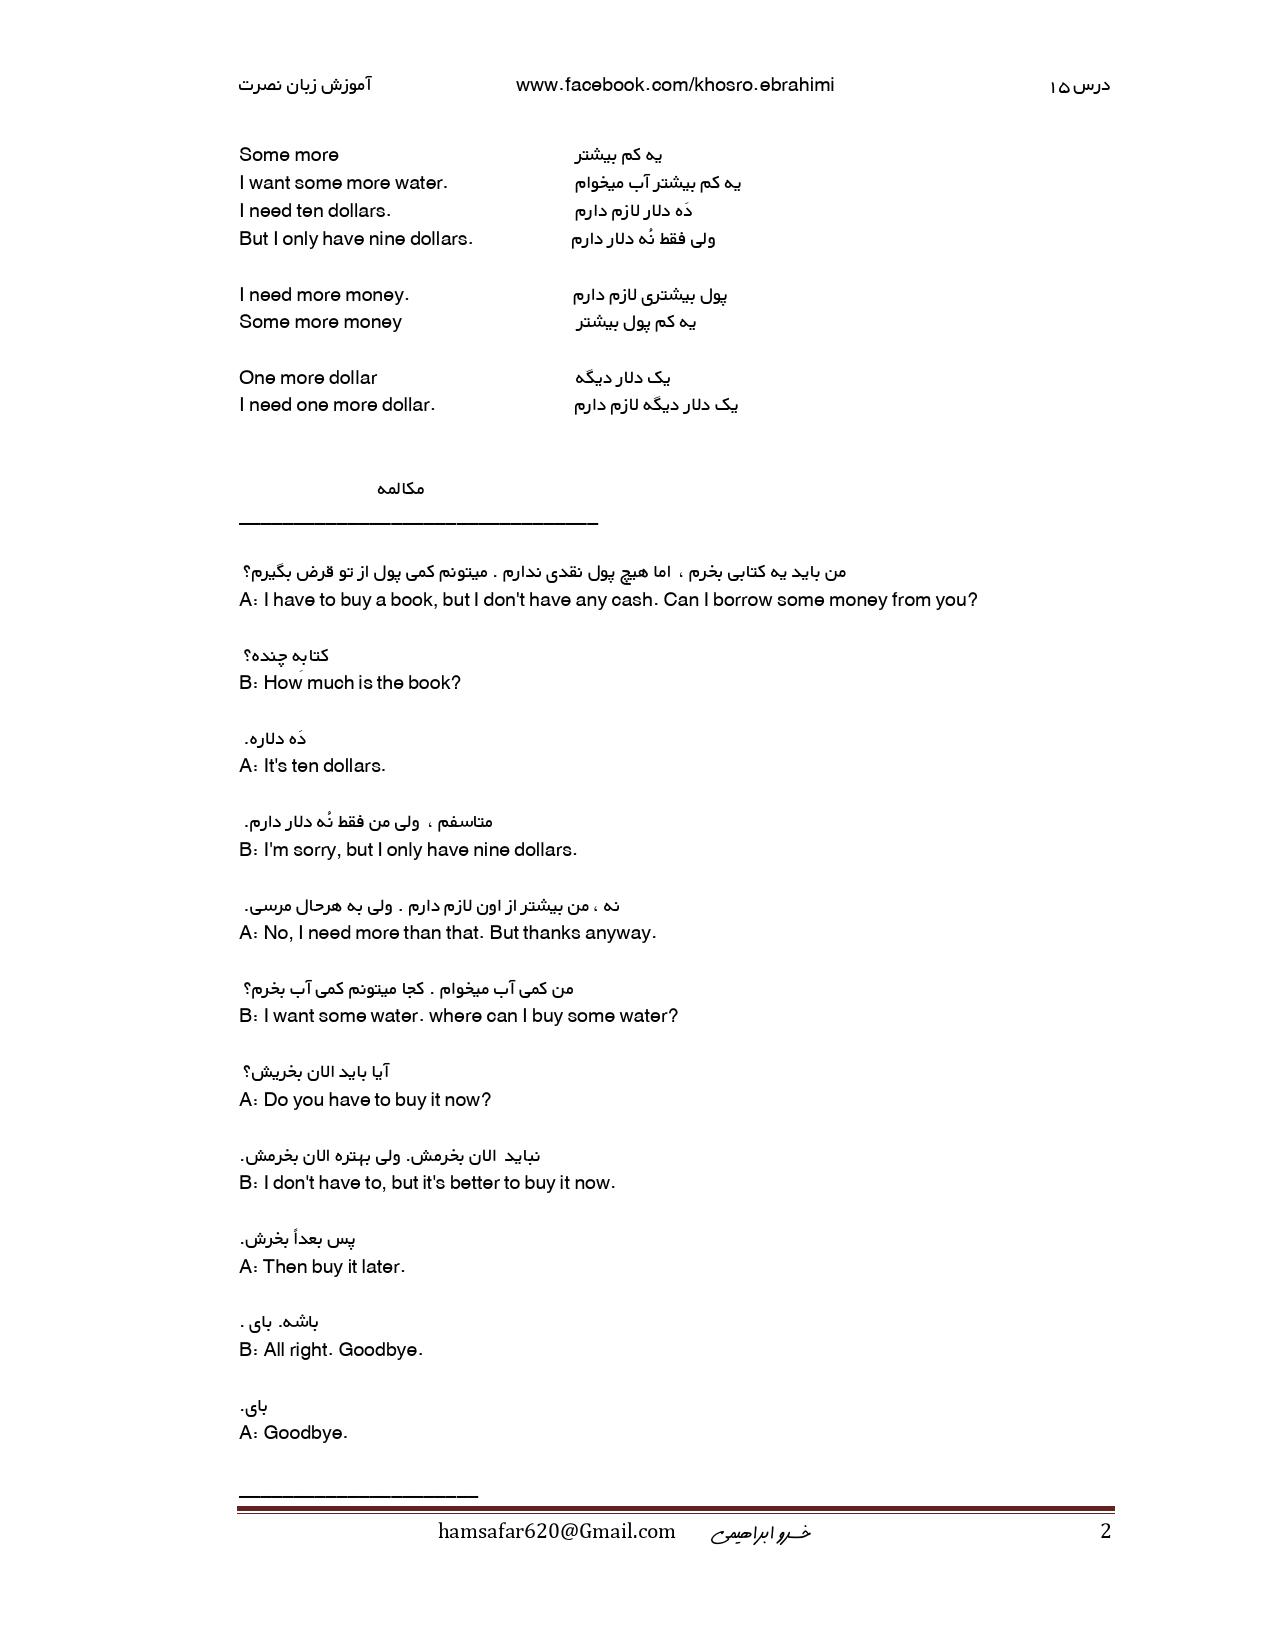 آموزش زبان نصرت www.facebook.com/khosro.ebrahimi درس ۱۵
Some more یه کم بیشتر
I want some more water. یه کم بیشتر آب میخوام
I need ten dollars. دَه دلار لازم دارم
But I only have nine dollars. ولی فقط نُه دلار دارم
I need more money. پول بیشتری لازم دارم
Some more money یه کم پول بیشتر
One more dollar یک دلار دیگه
I need one more dollar. یک دلار دیگه لازم دارم
مکالمه
من باید یه کتابی بخرم ، اما هیچ پول نقدی ندارم . میتونم کمی پول از تو قرض بگیرم؟
A: I have to buy a book, but I don't have any cash. Can I borrow some money from you?
کتابِه چنده؟
B: How much is the book?
دَه دلاره.
A: It's ten dollars.
متاسفم ، ولی من فقط نُه دلار دارم.
B: I'm sorry, but I only have nine dollars.
نه ، من بیشتر از اون لازم دارم . ولی به هرحال مرسی.
A: No, I need more than that. But thanks anyway.
من کمی آب میخوام . کجا میتونم کمی آب بخرم؟
B: I want some water. where can I buy some water?
آیا باید الان بخریش؟
A: Do you have to buy it now?
نباید الان بخرمش. ولی بهتره الان بخرمش.
B: I don't have to, but it's better to buy it now.
پس بعداً بخرش.
A: Then buy it later.
باشه. بای .
B: All right. Goodbye.
بای.
A: Goodbye.
hamsafar620@Gmail.com خسرو ابراهیمی 2